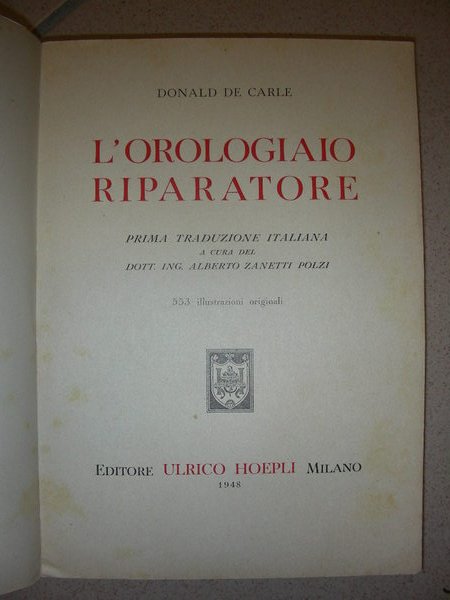 DONALD DE CARLE
L'OROLOGIAIO
RIPARATORE
PRIMA TRADUZIONE ITALIANA
A CURA DEL
DOTT. ING. ALBERTO ZANETTI POLZI
553 illustrazioni originali
EDITORE ULRICO HOEPLI MILANO
1948